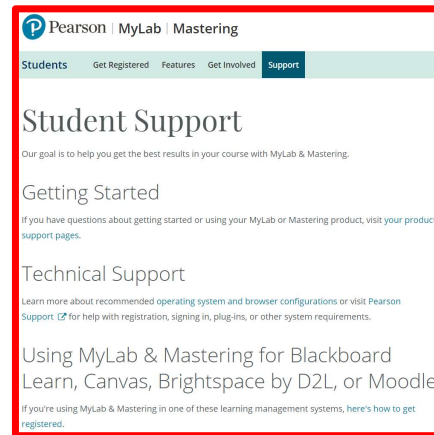 Pearson | MyLab | Mastering
Students Get Registered Features Get Involved Support
Student Support
Our goal is to help you get the best results in your course with MyLab & Mastering.
Getting Started
If you have questions about getting started or using your MyLab or Mastering product, visit your product
support pages.
Technical Support
Learn more about recommended operating system and browser configurations or visit Pearson
Support for help with registration, signing in, plug-ins, or other system requirements.
Using MyLab & Mastering for Blackboard
Learn, Canvas, Brightspace by D2L, or Moodle
If you're using MyLab & Mastering in one of these learning management systems, here's how to get
registered.